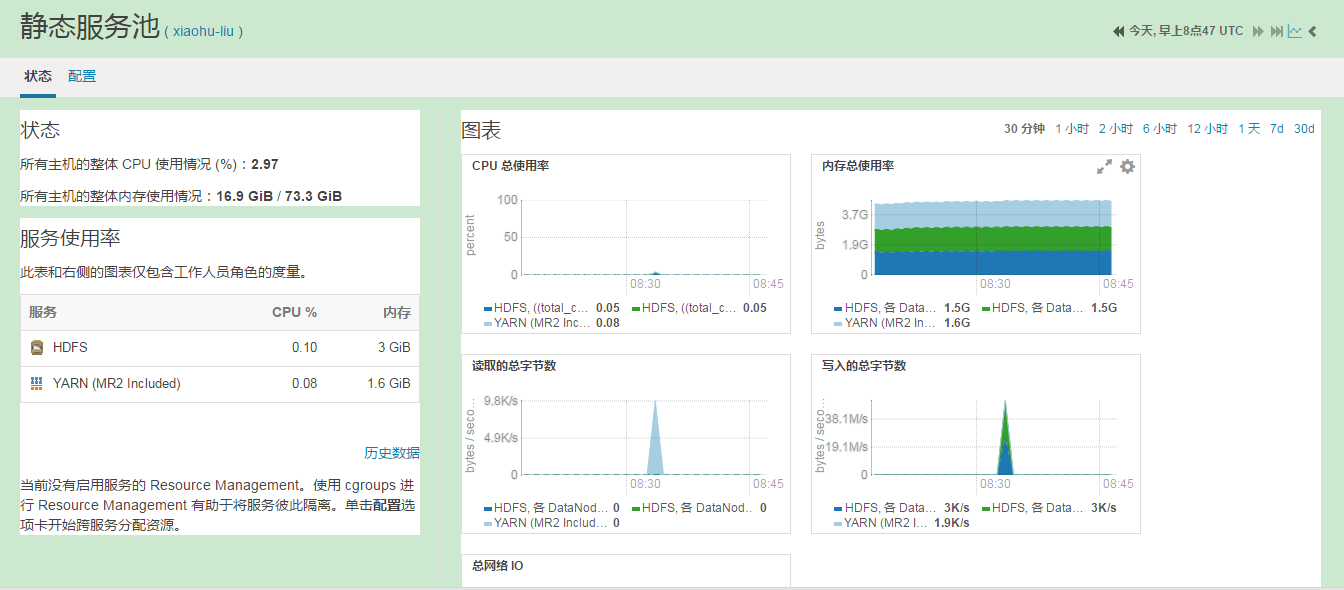 静态服务池 ( xiaohu-liu )
今天, 早上8点47 UTC
状态 配置
状态
所有主机的整体 CPU 使用情况 (%)：2.97
所有主机的整体内存使用情况：16.9 GiB / 73.3 GiB
服务使用率
此表和右侧的图表仅包含工作人员角色的度量。
服务 CPU % 内存
HDFS 0.10 3 GiB
YARN (MR2 Included) 0.08 1.6 GiB
历史数据
当前没有启用服务的 Resource Management。使用 cgroups 进
行 Resource Management 有助于将服务彼此隔离。单击配置选
项卡开始跨服务分配资源。
图表
30 分钟 1 小时 2 小时 6 小时 12 小时 1 天 7d 30d
CPU 总使用率
percent
100
50
0
08:30 08:45
HDFS, ((total_c... 0.05 HDFS, ((total_c... 0.05
YARN (MR2 Inc... 0.08
内存总使用率
bytes
3.7G
1.9G
0
08:30 08:45
HDFS, 各 Data... 1.5G HDFS, 各 Data... 1.5G
YARN (MR2 In... 1.6G
读取的总字节数
bytes / seco...
9.8K/s
4.9K/s
0
08:30 08:45
HDFS, 各 DataNod... 0 HDFS, 各 DataNod... 0
YARN (MR2 Includ... 0
写入的总字节数
bytes / seco...
38.1M/s
19.1M/s
0
08:30 08:45
HDFS, 各 Data... 3K/s HDFS, 各 Data... 3K/s
YARN (MR2 I... 1.9K/s
总网络 IO